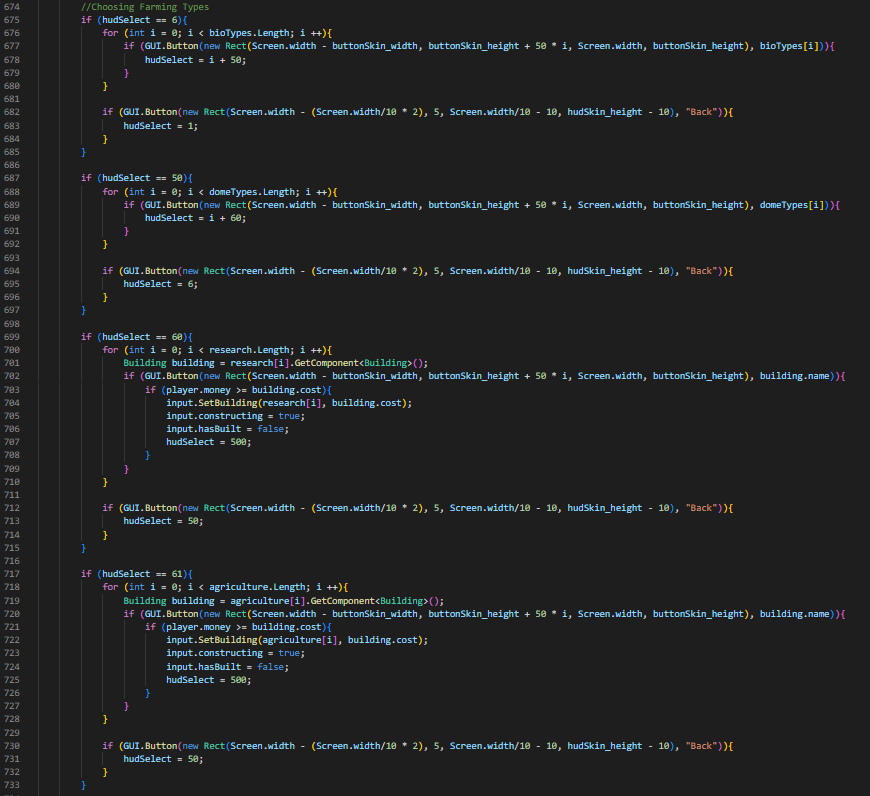 674 //Choosing Farming Types
675 if (hudSelect == 6){
676 for (int i = 0; i < bioTypes.Length; i ++){
677 if (GUI.Button(new Rect(Screen.width - buttonSkin_width, buttonSkin_height + 50 * i, Screen.width, buttonSkin_height), bioTypes[i])){
678 hudSelect = i + 50;
679 }
680 }
681
682 if (GUI.Button(new Rect(Screen.width - (Screen.width/10 * 2), 5, Screen.width/10 - 10, hudSkin_height - 10), "Back")){
683 hudSelect = 1;
684 }
685 }
686
687 if (hudSelect == 50){
688 for (int i = 0; i < domeTypes.Length; i ++){
689 if (GUI.Button(new Rect(Screen.width - buttonSkin_width, buttonSkin_height + 50 * i, Screen.width, buttonSkin_height), domeTypes[i])){
690 hudSelect = i + 60;
691 }
692 }
693
694 if (GUI.Button(new Rect(Screen.width - (Screen.width/10 * 2), 5, Screen.width/10 - 10, hudSkin_height - 10), "Back")){
695 hudSelect = 6;
696 }
697 }
698
699 if (hudSelect == 60){
700 for (int i = 0; i < research.Length; i ++){
701 Building building = research[i].GetComponent<Building>();
702 if (GUI.Button(new Rect(Screen.width - buttonSkin_width, buttonSkin_height + 50 * i, Screen.width, buttonSkin_height), building.name)){
703 if (player.money >= building.cost){
704 input.SetBuilding(research[i], building.cost);
705 input.constructing = true;
706 input.hasBuilt = false;
707 hudSelect = 500;
708 }
709 }
710 }
711
712 if (GUI.Button(new Rect(Screen.width - (Screen.width/10 * 2), 5, Screen.width/10 - 10, hudSkin_height - 10), "Back")){
713 hudSelect = 50;
714 }
715 }
716
717 if (hudSelect == 61){
718 for (int i = 0; i < agriculture.Length; i ++){
719 Building building = agriculture[i].GetComponent<Building>();
720 if (GUI.Button(new Rect(Screen.width - buttonSkin_width, buttonSkin_height + 50 * i, Screen.width, buttonSkin_height), building.name)){
721 if (player.money >= building.cost){
722 input.SetBuilding(agriculture[i], building.cost);
723 input.constructing = true;
724 input.hasBuilt = false;
725 hudSelect = 500;
726 }
727 }
728 }
729
730 if (GUI.Button(new Rect(Screen.width - (Screen.width/10 * 2), 5, Screen.width/10 - 10, hudSkin_height - 10), "Back")){
731 hudSelect = 50;
732 }
733 }